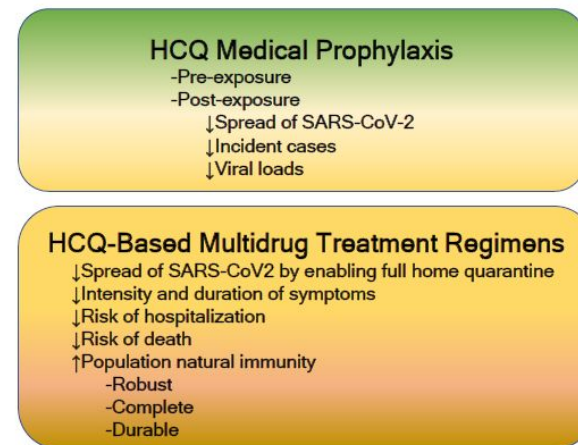 HCQ Medical Prophylaxis
-Pre-exposure
-Post-exposure
↓Spread of SARS-CoV-2
↓Incident cases
↓Viral loads
HCQ-Based Multidrug Treatment Regimens
↓Spread of SARS-CoV2 by enabling full home quarantine
↓Intensity and duration of symptoms
↓Risk of hospitalization
↓Risk of death
↑Population natural immunity
-Robust
-Complete
-Durable